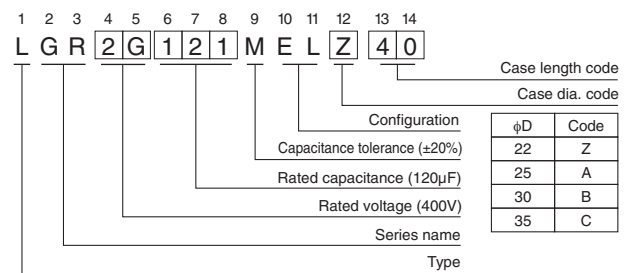 1 2 3 4 5 6 7 8 9 10 11 12 13 14
L G R 2 G 1 2 1 M E L Z 4 0
Case length code
Case dia. code
Configuration
Capacitance tolerance (±20%)
Rated capacitance (120µF)
Rated voltage (400V)
Series name
Type
ϕD Code
22 Z
25 A
30 B
35 C